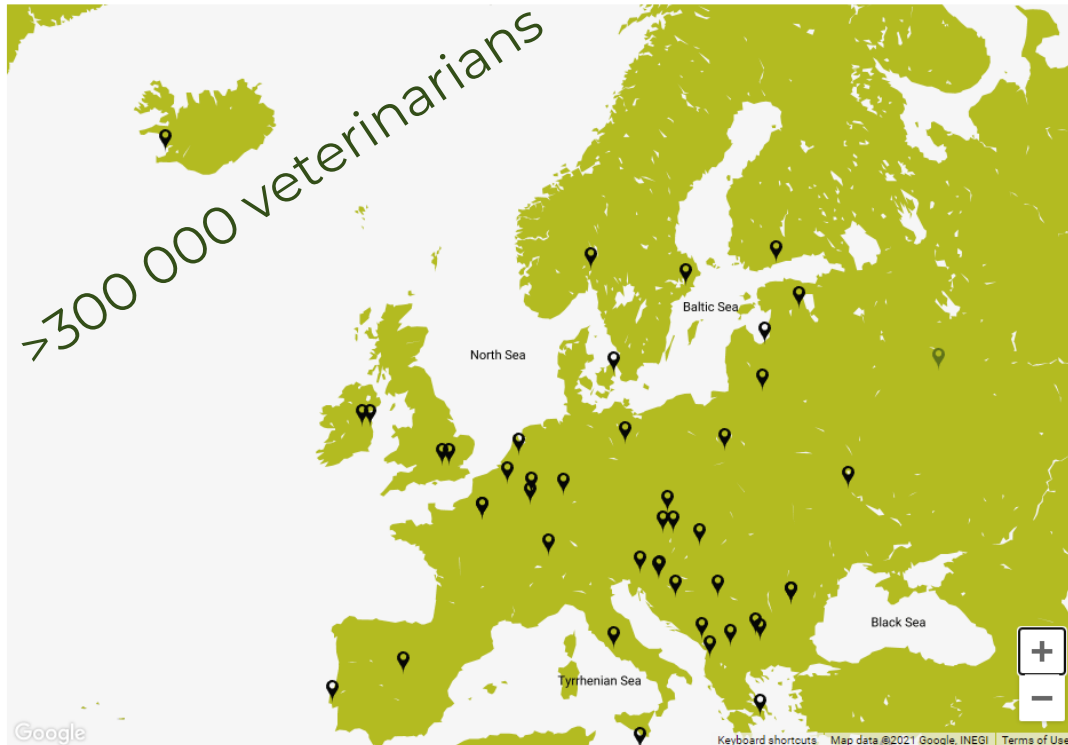 >300 000 veterinarians
Baltic Sea
North Sea
Black Sea
Tyrrhenian Sea
+
−
Google
Keyboard shortcuts
Map data ©2021 Google, INEGI
Terms of Use